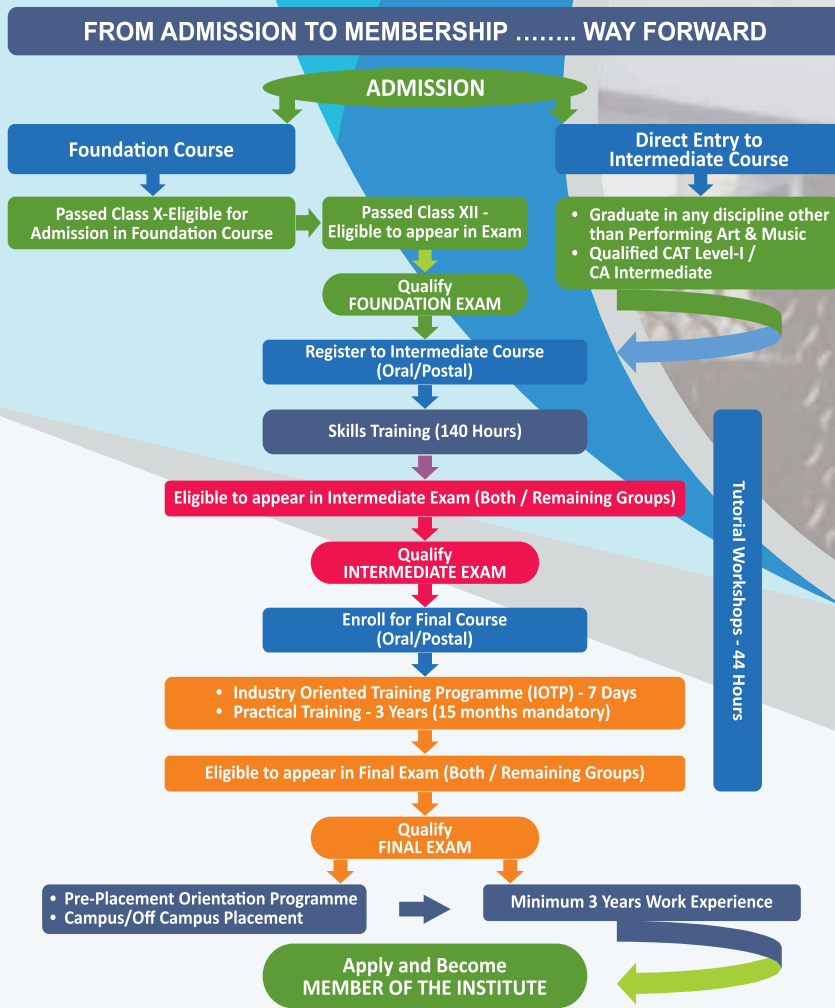 FROM ADMISSION TO MEMBERSHIP …….. WAY FORWARD
ADMISSION
Foundation Course
Direct Entry to
Intermediate Course
Passed Class X-Eligible for
Admission in Foundation Course
Passed Class XII -
Eligible to appear in Exam
• Graduate in any discipline other
than Performing Art & Music
• Qualified CAT Level-I /
CA Intermediate
Qualify
FOUNDATION EXAM
Register to Intermediate Course
(Oral/Postal)
Skills Training (140 Hours)
Eligible to appear in Intermediate Exam (Both / Remaining Groups)
Qualify
INTERMEDIATE EXAM
Enroll for Final Course
(Oral/Postal)
• Industry Oriented Training Programme (IOTP) - 7 Days
• Practical Training - 3 Years (15 months mandatory)
Eligible to appear in Final Exam (Both / Remaining Groups)
Tutorial Workshops - 44 Hours
Qualify
FINAL EXAM
• Pre-Placement Orientation Programme
• Campus/Off Campus Placement
Minimum 3 Years Work Experience
Apply and Become
MEMBER OF THE INSTITUTE